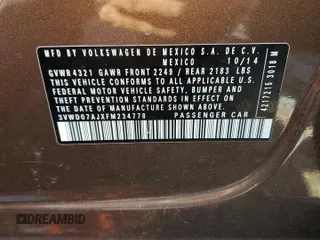 MFD BY VOLKSWAGEN DE MEXICO S.A. DE C.V.
MEXICO 10/14
GVWR 4321 GAWR FRONT 2249 / REAR 2183 LBS
THIS VEHICLE CONFORMS TO ALL APPLICABLE U.S.
FEDERAL MOTOR VEHICLE SAFETY, BUMPER AND THEFT
PREVENTION STANDARDS IN EFFECT ON THE DATE OF
MANUFACTURE SHOWN ABOVE.
3VWD07AJXFM234778 PASSENGER CAR
4217215 3018 M
DREAMBID